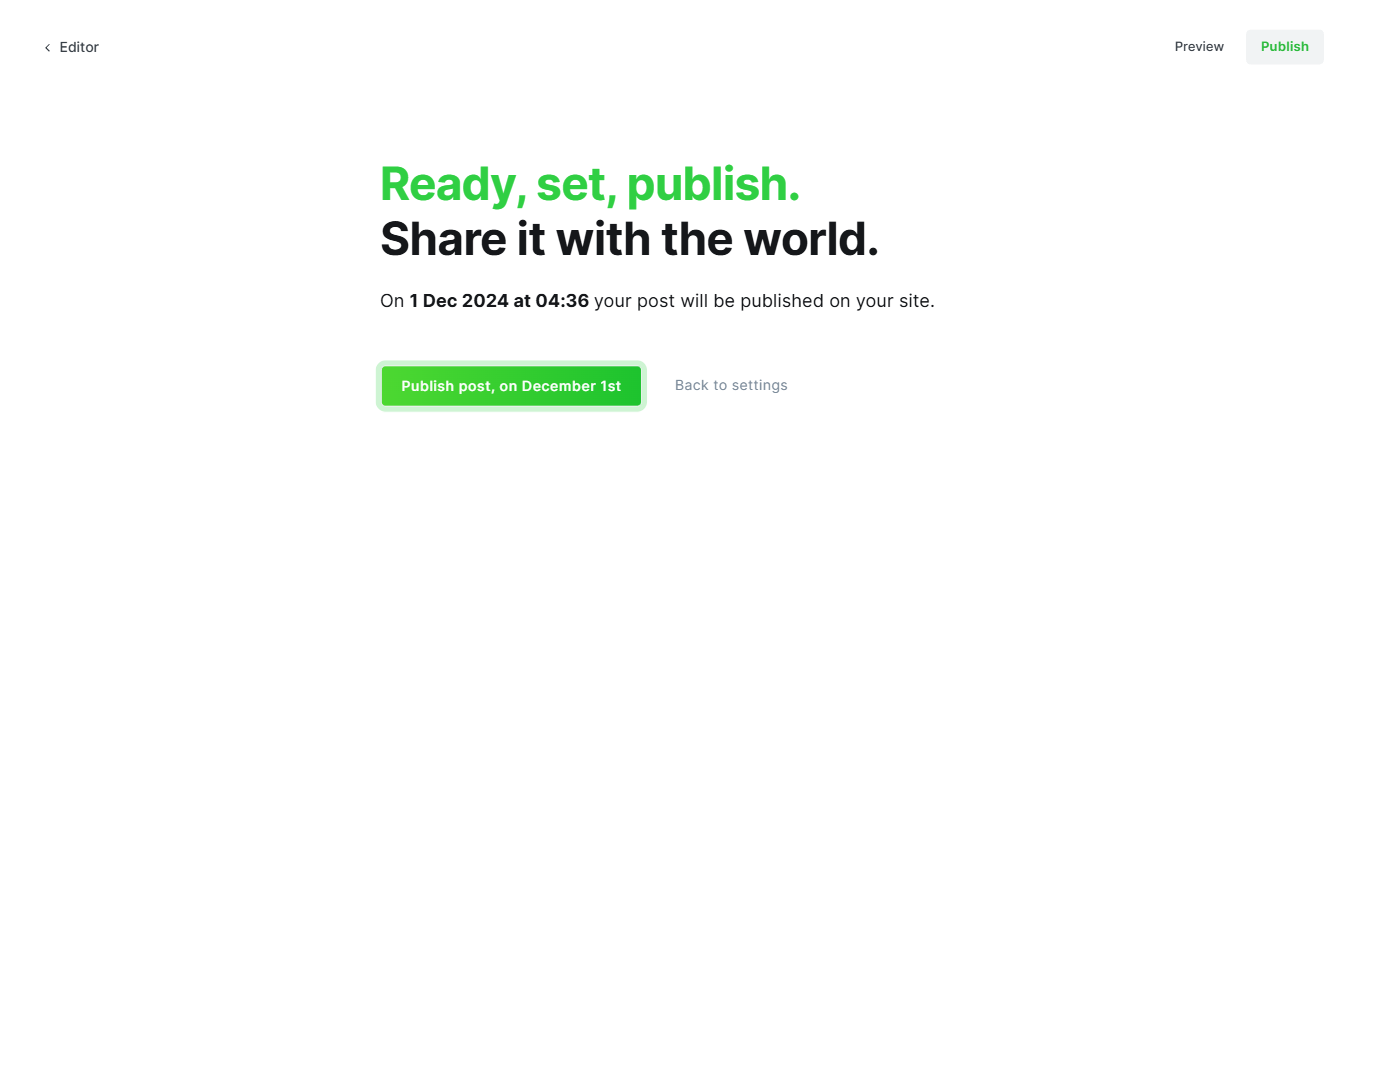 Editor
Preview
Publish
Ready, set, publish.
Share it with the world.
On 1 Dec 2024 at 04:36 your post will be published on your site.
Publish post, on December 1st
Back to settings